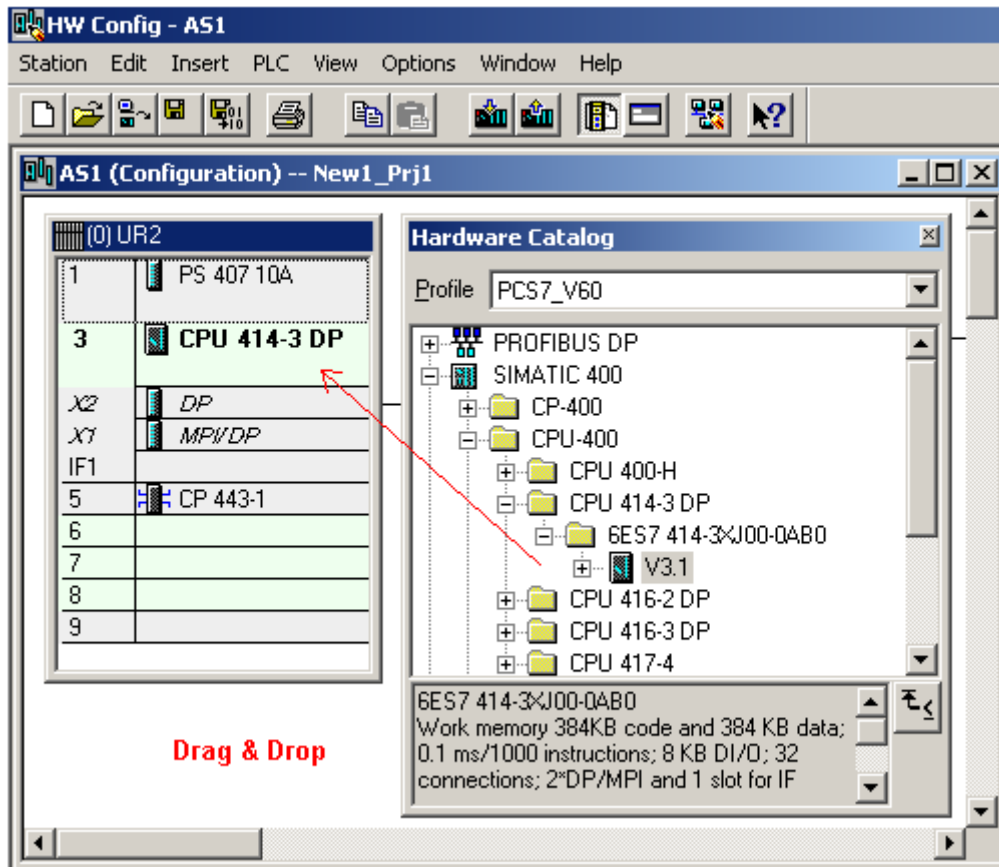 HW Config - AS1
Station Edit Insert PLC View Options Window Help
AS1 (Configuration) -- New1_Prj1
(0) UR2
1 PS 407 10A
3 CPU 414-3 DP
X2 DP
X1 MPI/DP
IF1
5 CP 443-1
6
7
8
9
Drag & Drop
Hardware Catalog
Profile PCS7_V60
PROFIBUS DP
SIMATIC 400
CP-400
CPU-400
CPU 400-H
CPU 414-3 DP
6ES7 414-3XJ00-0AB0
V3.1
CPU 416-2 DP
CPU 416-3 DP
CPU 417-4
6ES7 414-3XJ00-0AB0
Work memory 384KB code and 384 KB data;
0.1 ms/1000 instructions; 8 KB DI/O; 32
connections; 2*DP/MPI and 1 slot for IF